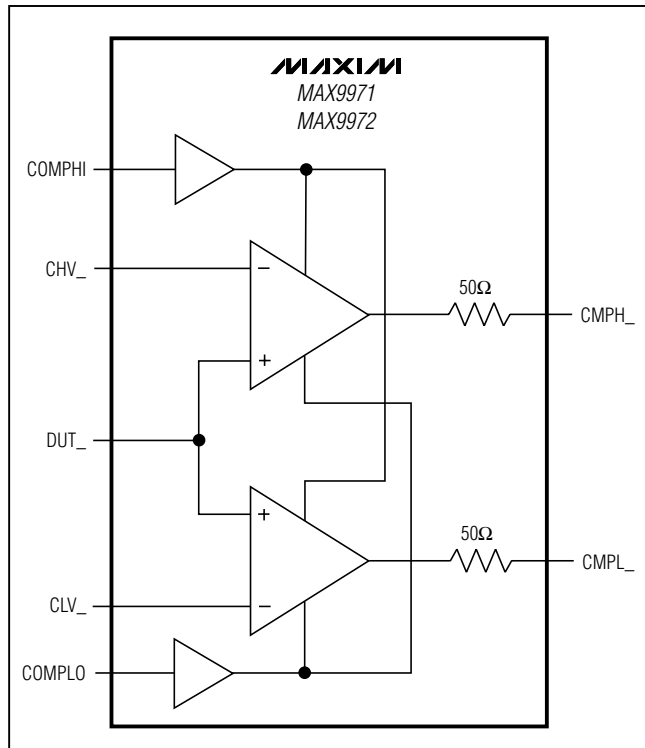 MAXIM
MAX9971
MAX9972
COMPHI
CHV_
−
50Ω
CMPH_
+
DUT_
+
50Ω
CMPL_
CLV_
−
COMPLO